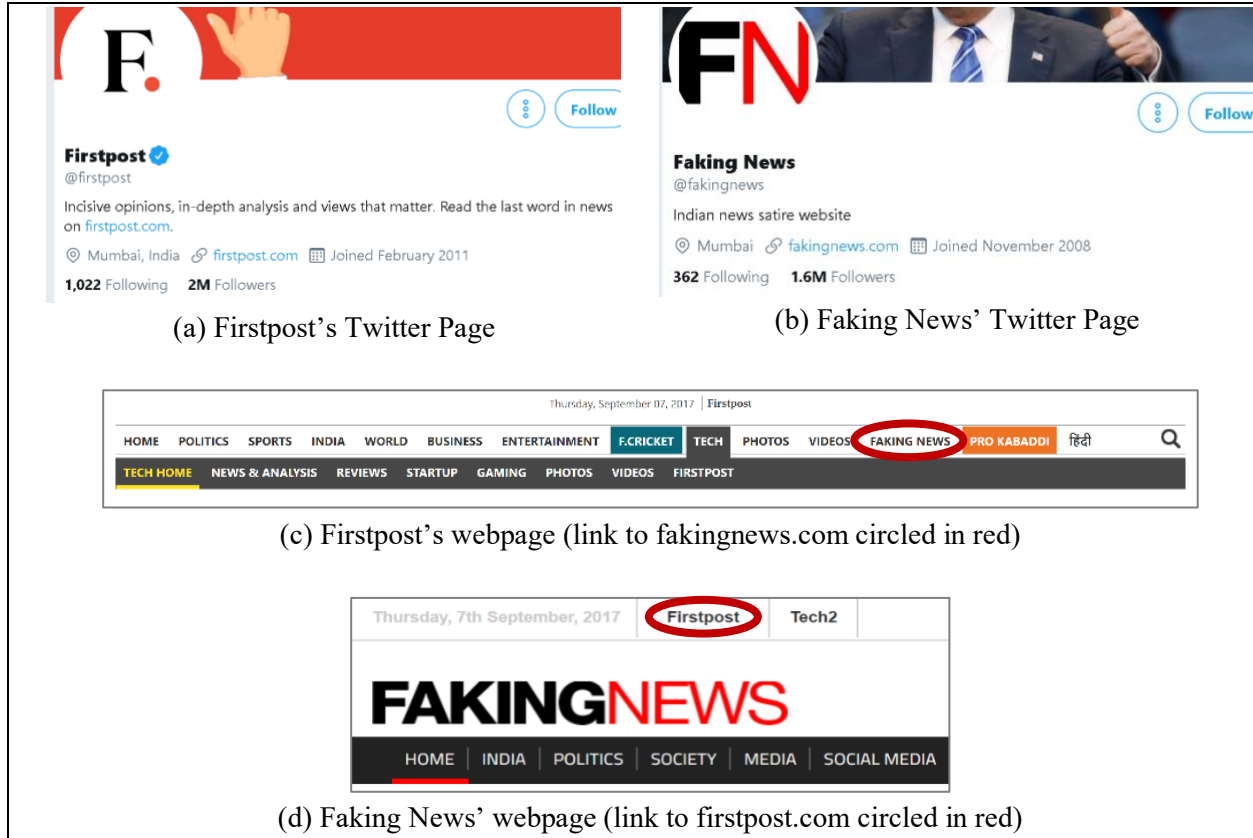 F.
Follow
Firstpost
@firstpost
Incisive opinions, in-depth analysis and views that matter. Read the last word in news
on firstpost.com.
Mumbai, India firstpost.com Joined February 2011
1,022 Following 2M Followers
(a) Firstpost’s Twitter Page
FN
Follow
Faking News
@fakingnews
Indian news satire website
Mumbai fakingnews.com Joined November 2008
362 Following 1.6M Followers
(b) Faking News’ Twitter Page
Thursday, September 07, 2017 | Firstpost
HOME POLITICS SPORTS INDIA WORLD BUSINESS ENTERTAINMENT F.CRICKET TECH PHOTOS VIDEOS FAKING NEWS PRO KABADDI हिंदी
TECH HOME NEWS & ANALYSIS REVIEWS STARTUP GAMING PHOTOS VIDEOS FIRSTPOST
(c) Firstpost’s webpage (link to fakingnews.com circled in red)
Thursday, 7th September, 2017 Firstpost Tech2
FAKINGNEWS
HOME INDIA POLITICS SOCIETY MEDIA SOCIAL MEDIA
(d) Faking News’ webpage (link to firstpost.com circled in red)